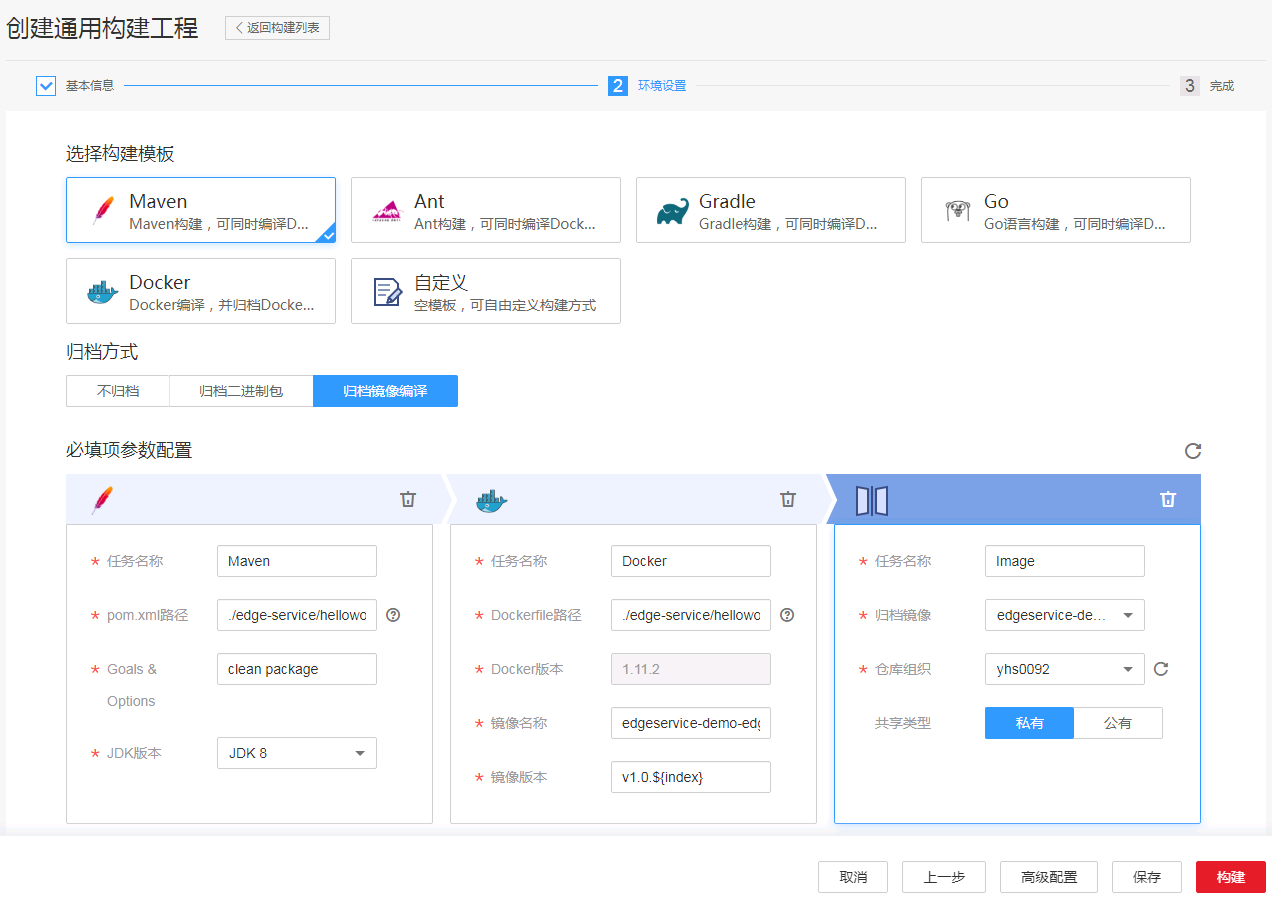 创建通用构建工程
返回构建列表
基本信息
2 环境设置
3 完成
选择构建模板
Maven
Maven构建，可同时编译D...
Ant
Ant构建，可同时编译Dock...
Gradle
Gradle构建，可同时编译D...
Go
Go语言构建，可同时编译D...
Docker
Docker编译，并归档Docke...
自定义
空模板，可自由定义构建方式
归档方式
不归档 归档二进制包 归档镜像编译
必填项参数配置
* 任务名称 Maven
* pom.xml路径 ./edge-service/hellowo
* Goals &
Options
clean package
* JDK版本 JDK 8
* 任务名称 Docker
* Dockerfile路径 ./edge-service/hellowo
* Docker版本 1.11.2
* 镜像名称 edgeservice-demo-edg
* 镜像版本 v1.0.${index}
* 任务名称 Image
* 归档镜像 edgeservice-de...
* 仓库组织 yhs0092
共享类型 私有 公有
取消 上一步 高级配置 保存 构建